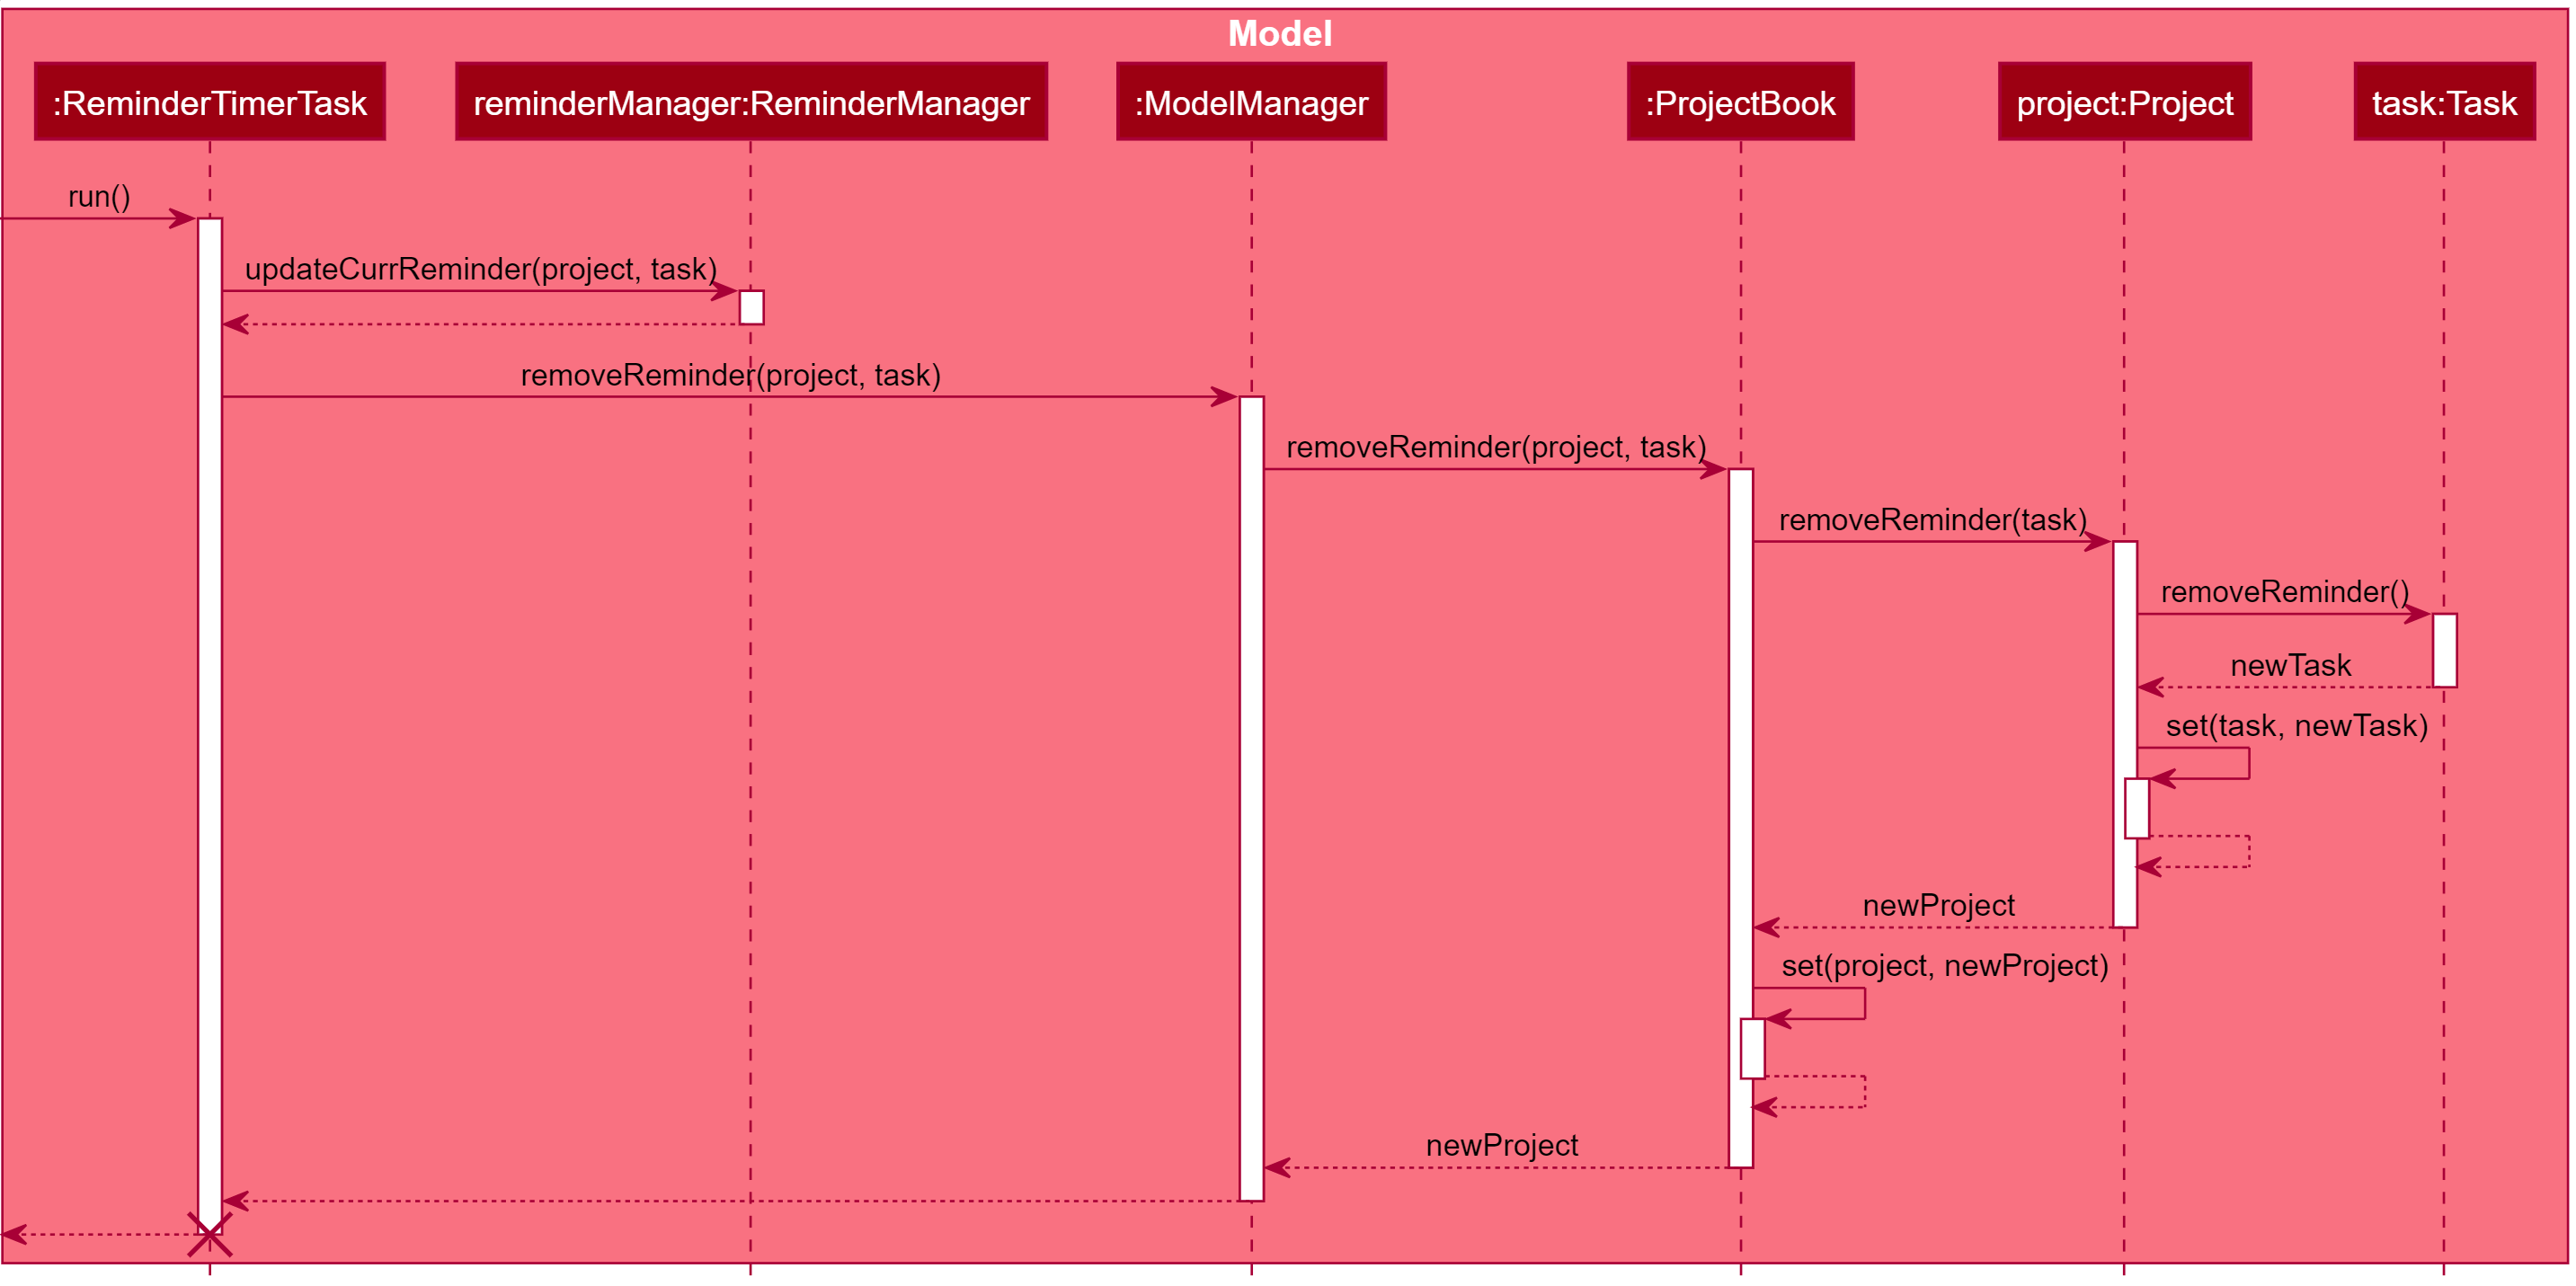 Model
:ReminderTimerTask
reminderManager:ReminderManager
:ModelManager
:ProjectBook
project:Project
task:Task
run()
updateCurrReminder(project, task)
removeReminder(project, task)
removeReminder(project, task)
removeReminder(task)
removeReminder()
newTask
set(task, newTask)
newProject
set(project, newProject)
newProject